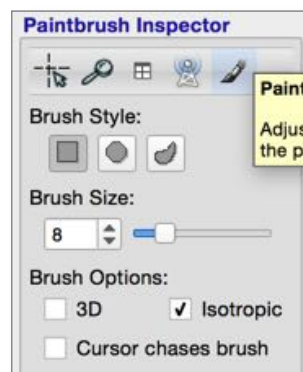 Paintbrush Inspector
Paint
Brush Style:
Adjus
the p
Brush Size:
8
Brush Options:
3D
Isotropic
Cursor chases brush